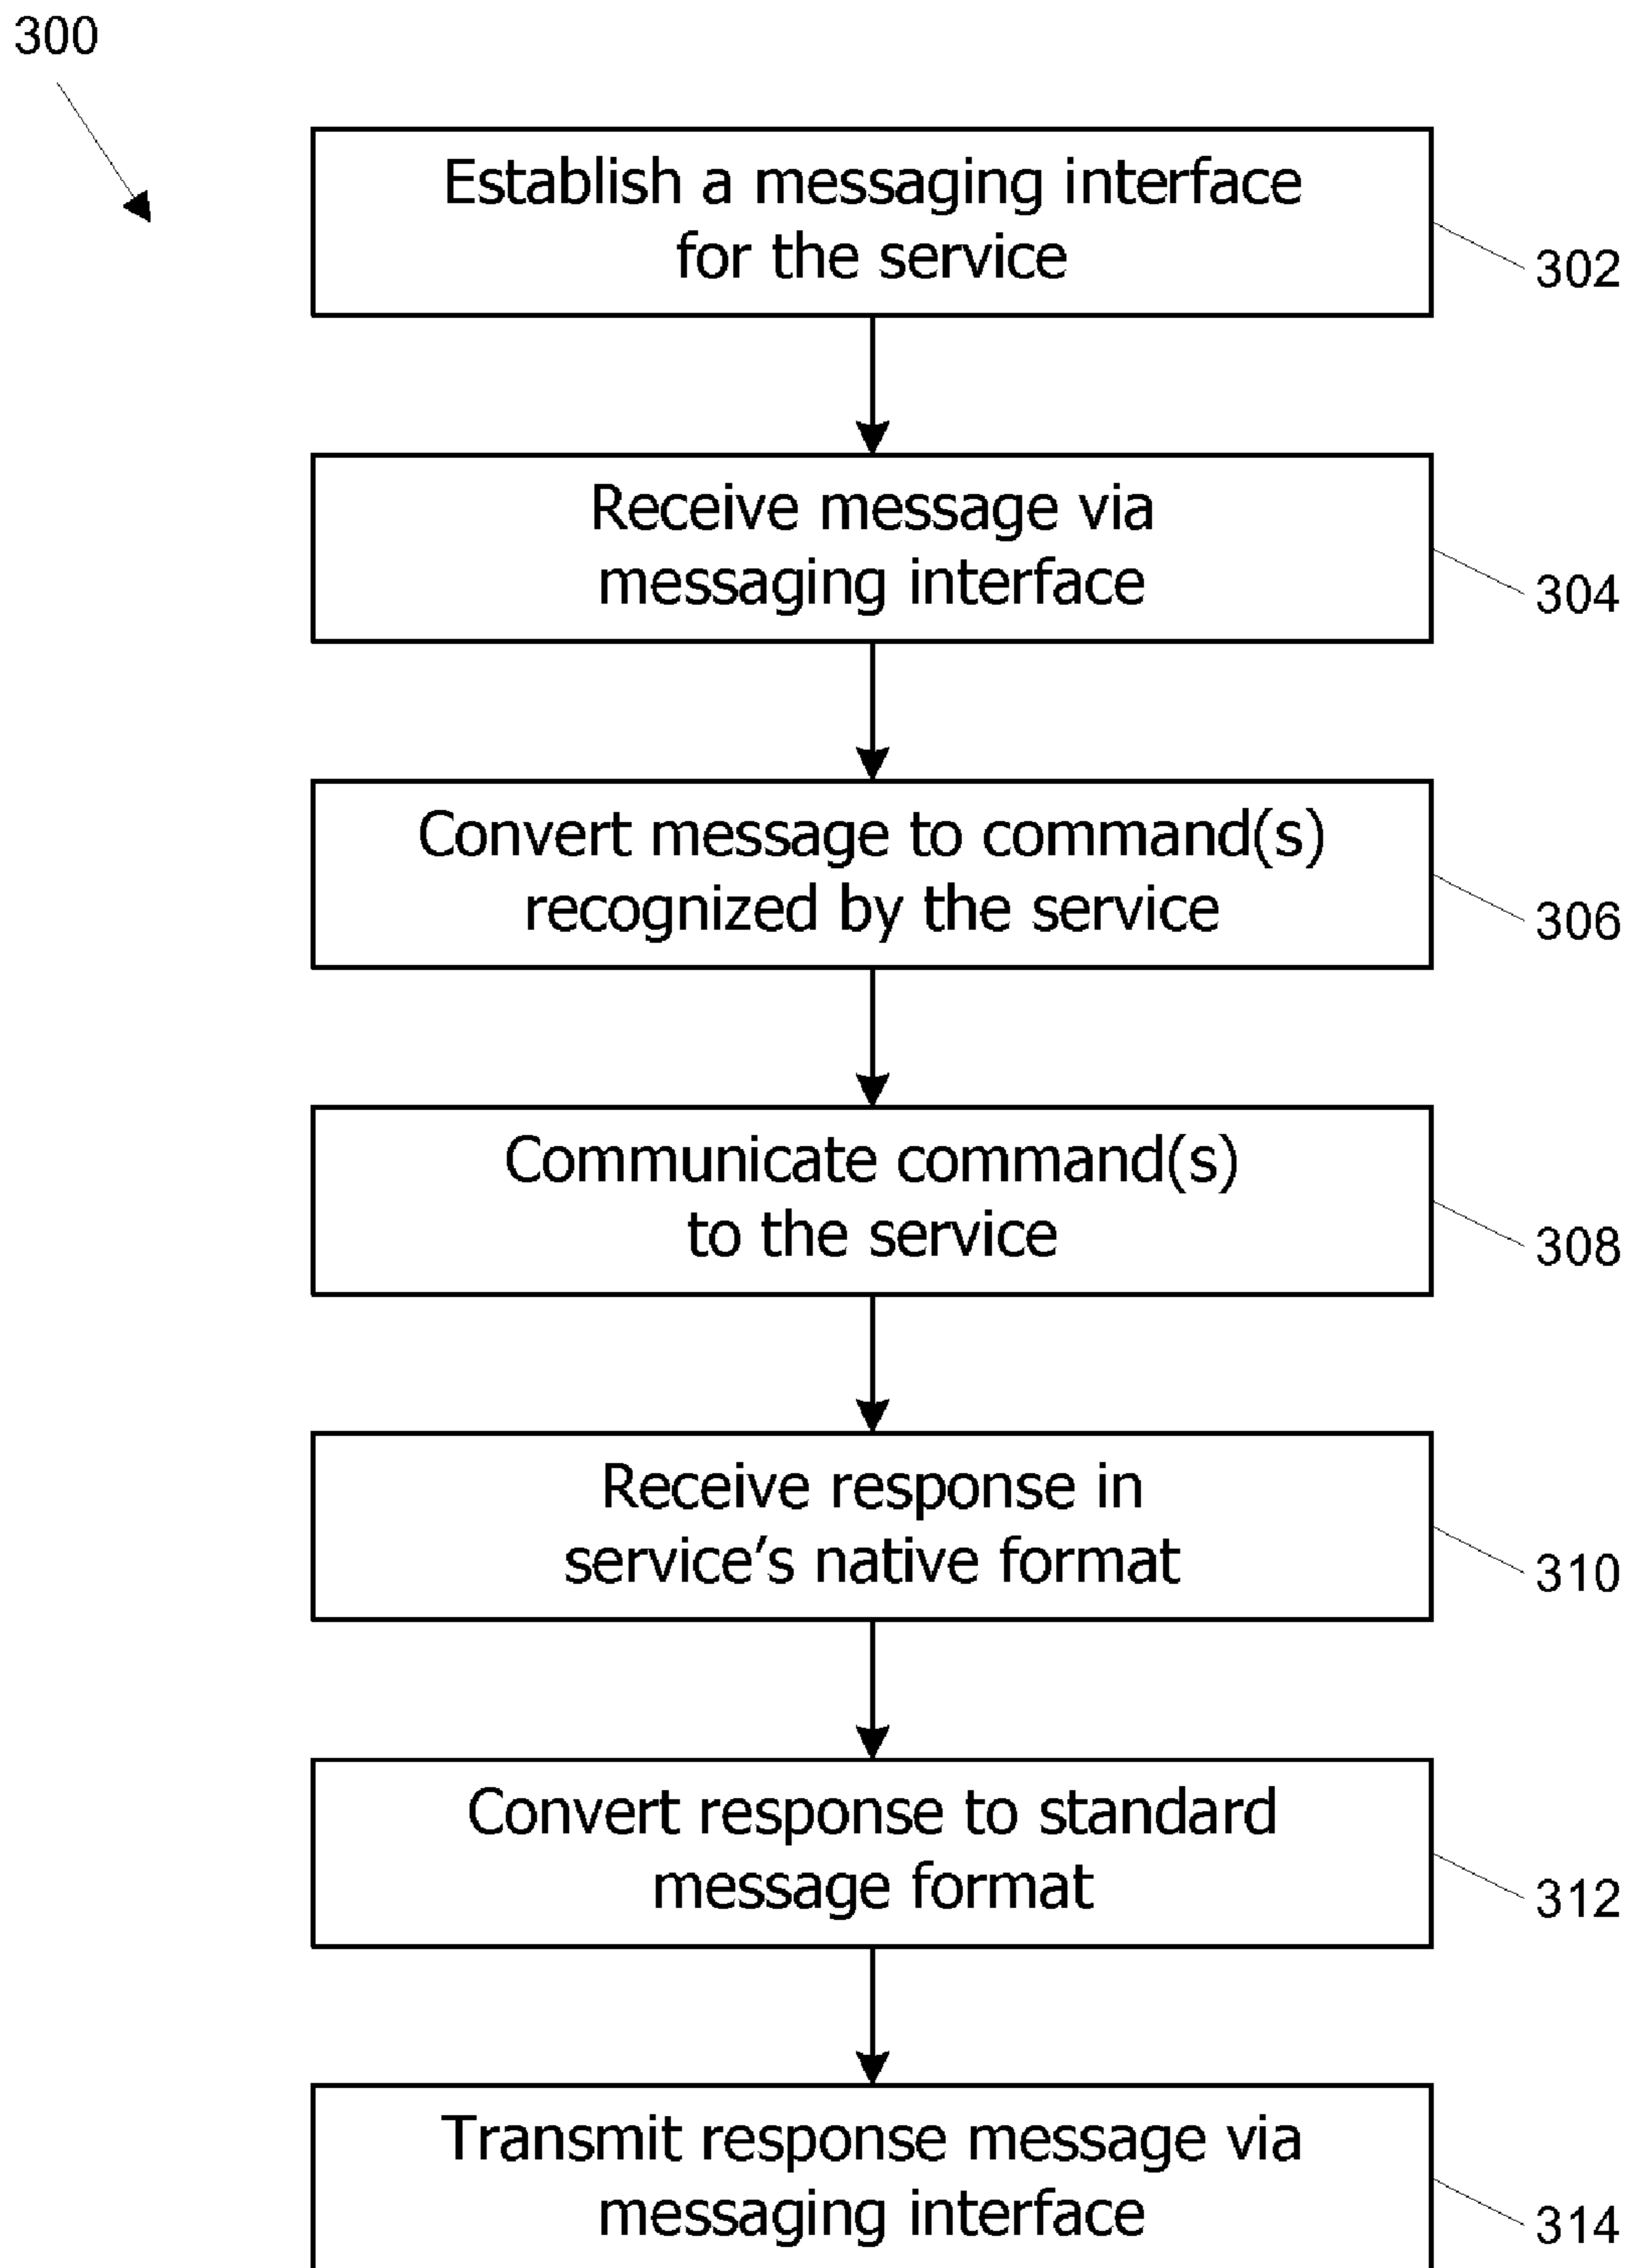 300
Establish a messaging interface
for the service
302
Receive message via
messaging interface
304
Convert message to command(s)
recognized by the service
306
Communicate command(s)
to the service
308
Receive response in
service’s native format
310
Convert response to standard
message format
312
Transmit response message via
messaging interface
314